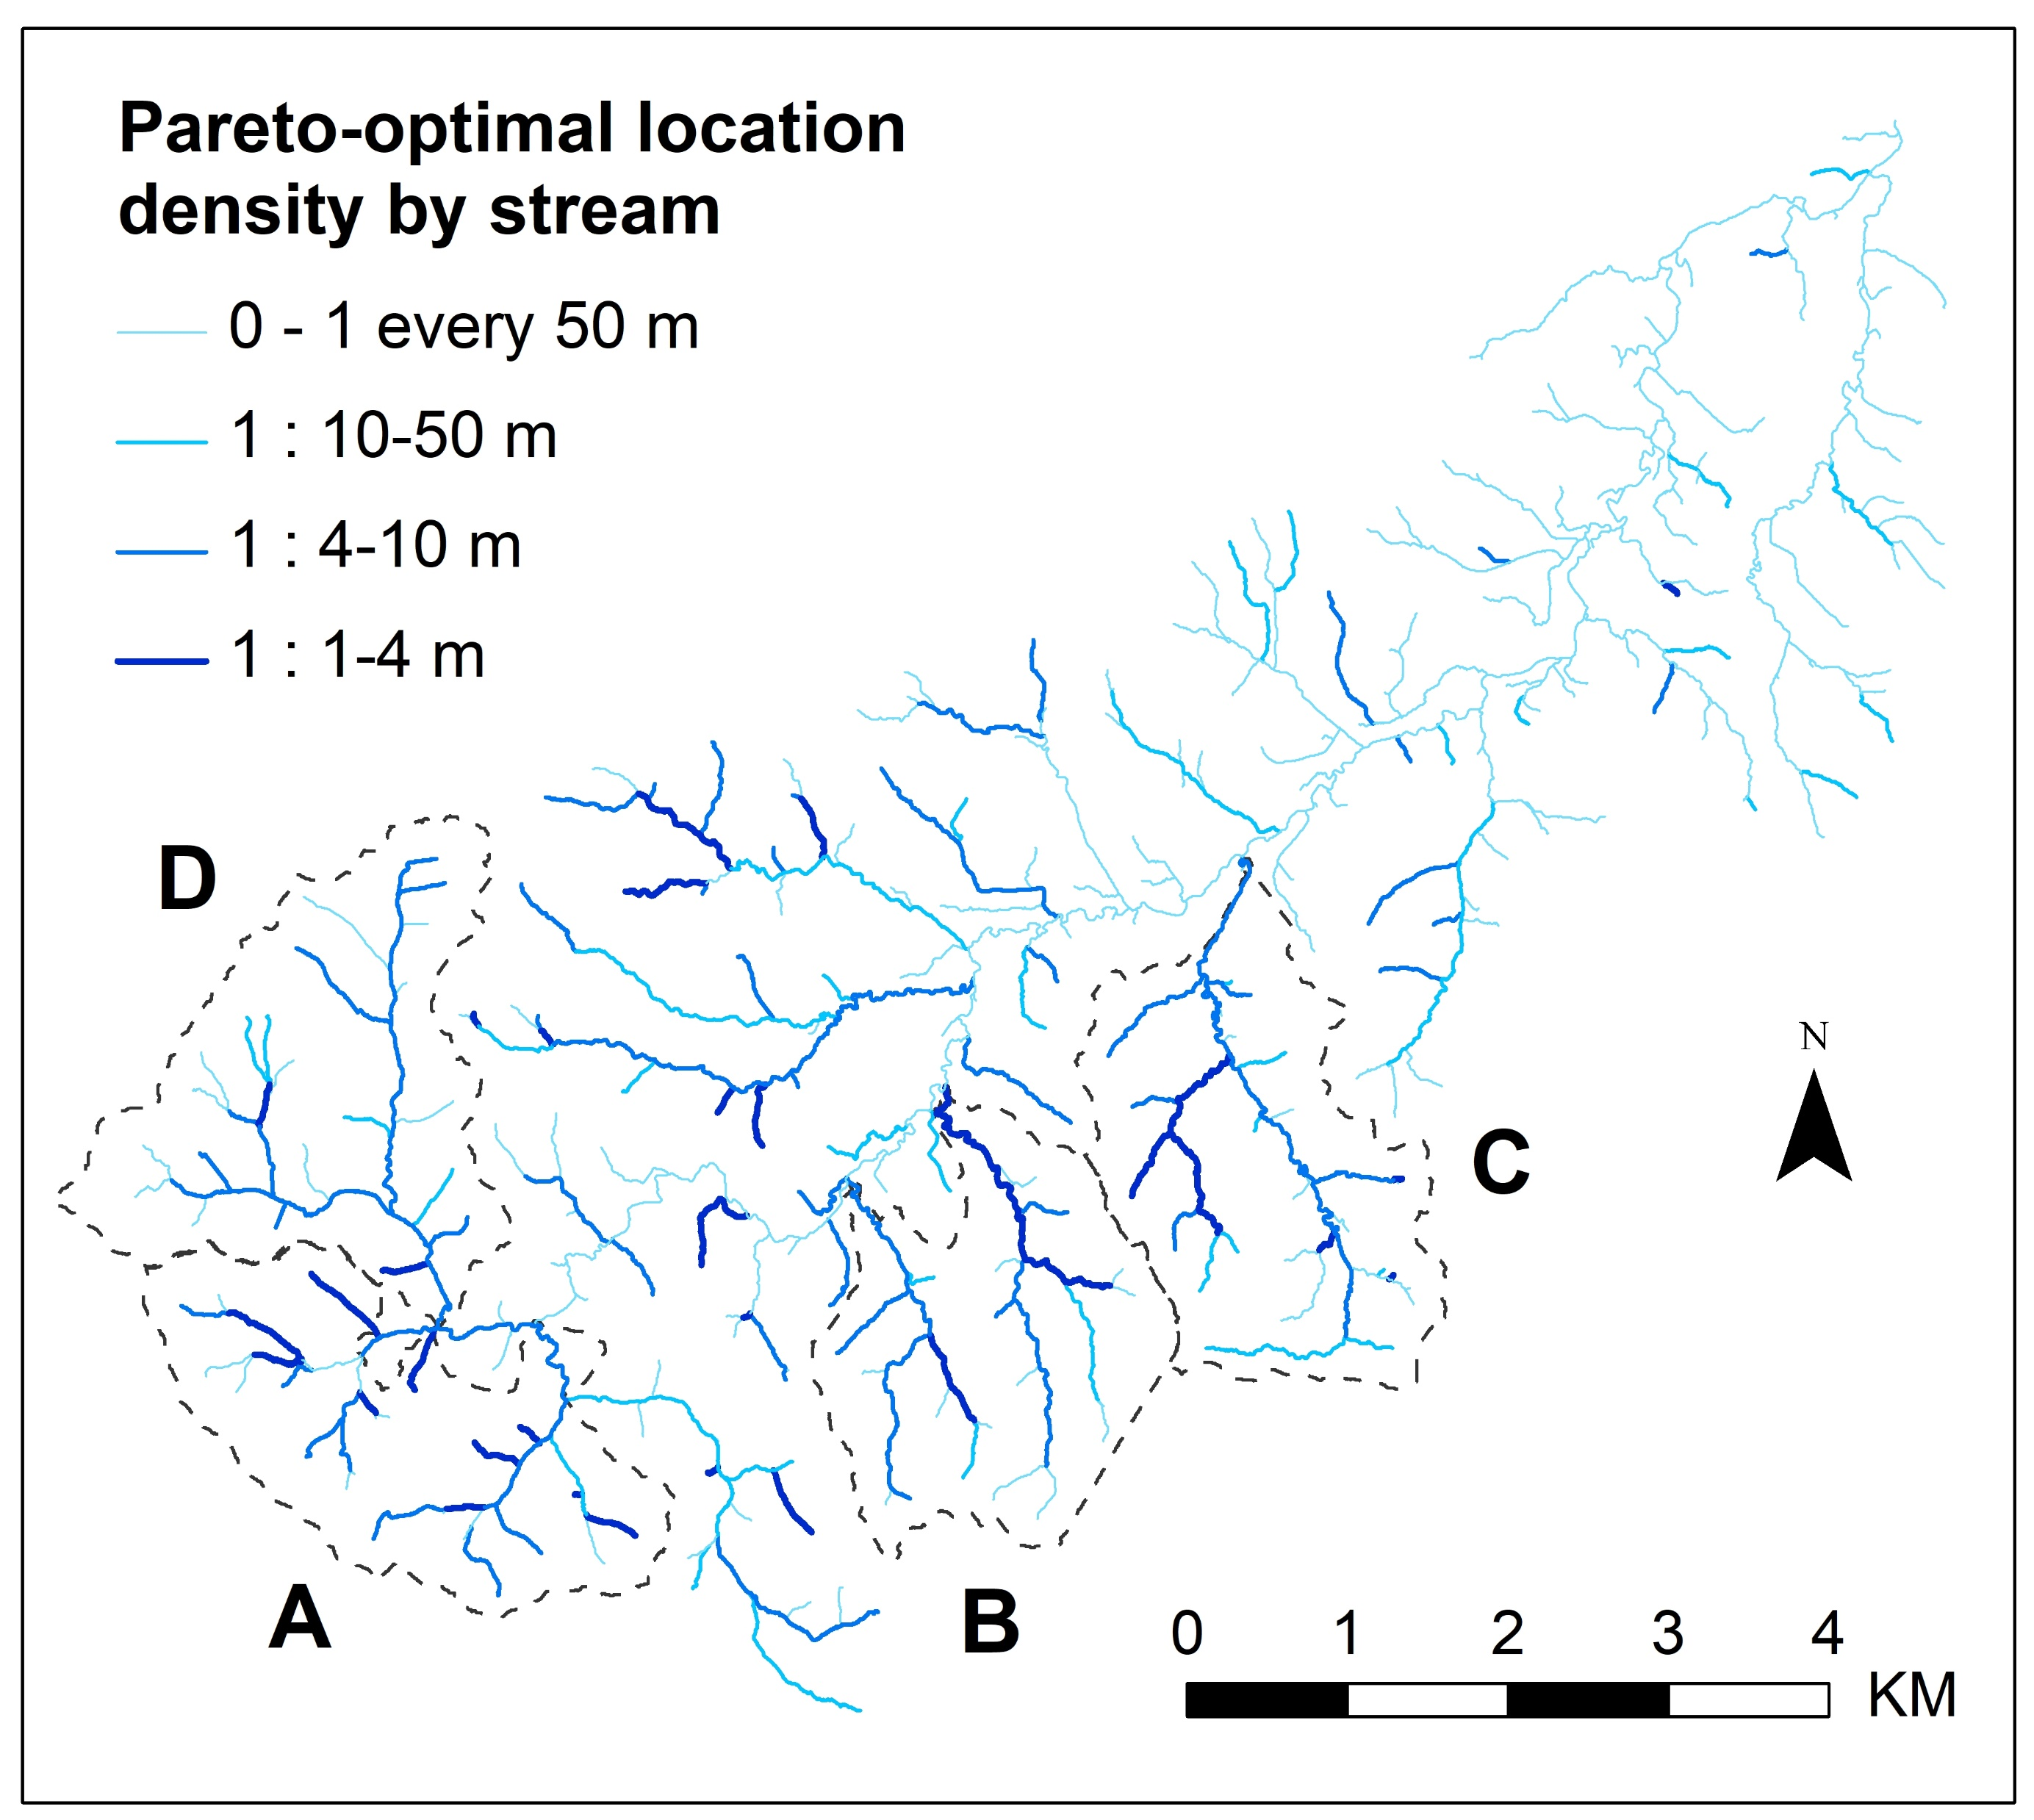 Pareto-optimal location
density by stream
0 - 1 every 50 m
1 : 10-50 m
1 : 4-10 m
1 : 1-4 m
D
N
C
A
B
0 1 2 3 4
KM